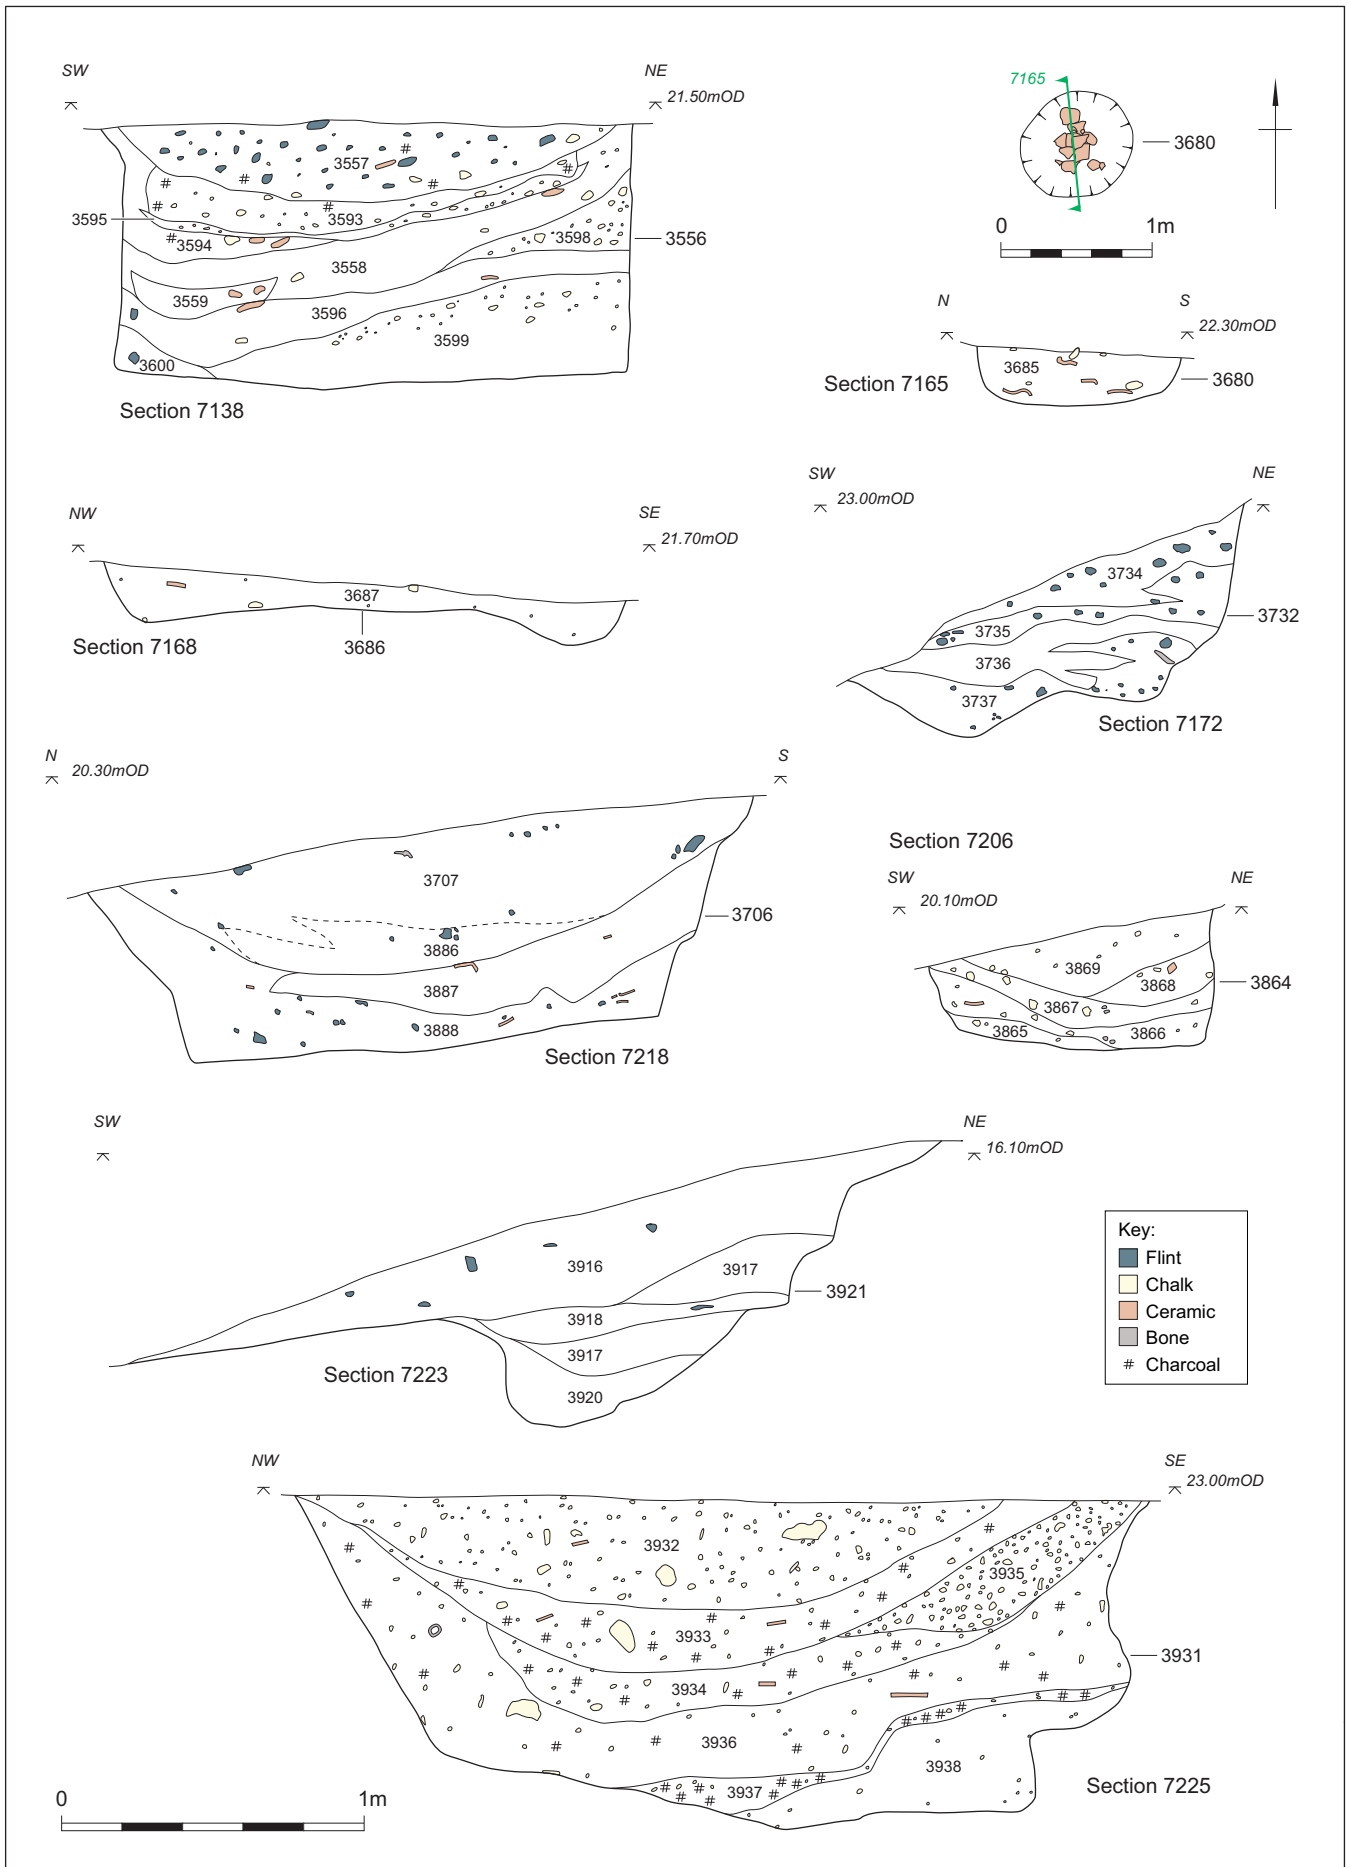 SW
NE
21.50mOD
3557
3593
3595
3594
3598
3556
3558
3559
3596
3599
3600
Section 7138
7165
3680
0
1m
N
S
22.30mOD
3685
Section 7165
3680
NW
SE
21.70mOD
3687
Section 7168
3686
SW
23.00mOD
NE
3734
3735
3732
3736
3737
Section 7172
N
20.30mOD
S
3707
3706
3886
3887
3888
Section 7218
Section 7206
SW
20.10mOD
NE
3869
3868
3864
3867
3865
3866
SW
NE
16.10mOD
3916
3917
3921
3918
3917
3920
Section 7223
Key:
Flint
Chalk
Ceramic
Bone
# Charcoal
NW
SE
23.00mOD
3932
3935
3933
3931
3934
3936
3938
3937
Section 7225
0
1m